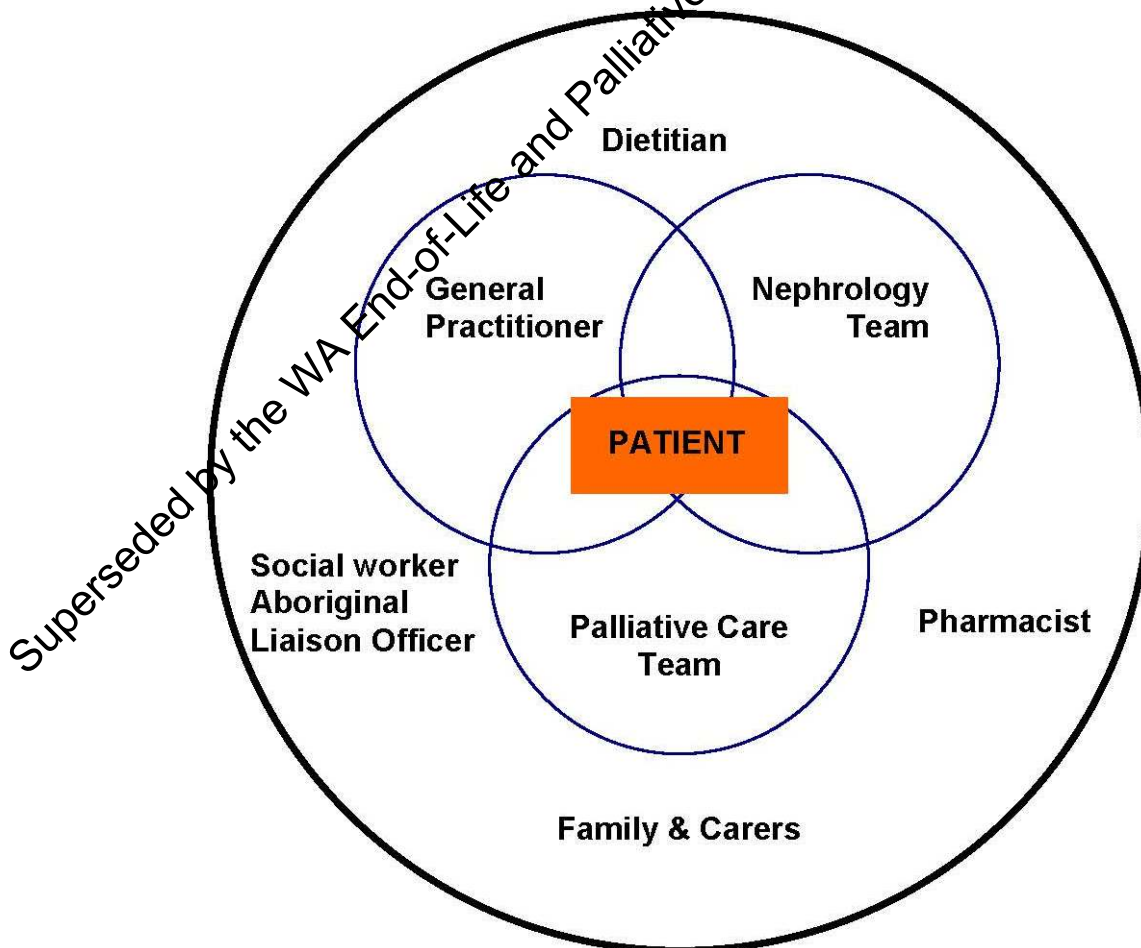 Superseded by the WA End-of-Life and Palliative
Dietitian
General
Practitioner
Nephrology
Team
PATIENT
Social worker
Aboriginal
Liaison Officer
Palliative Care
Team
Pharmacist
Family & Carers